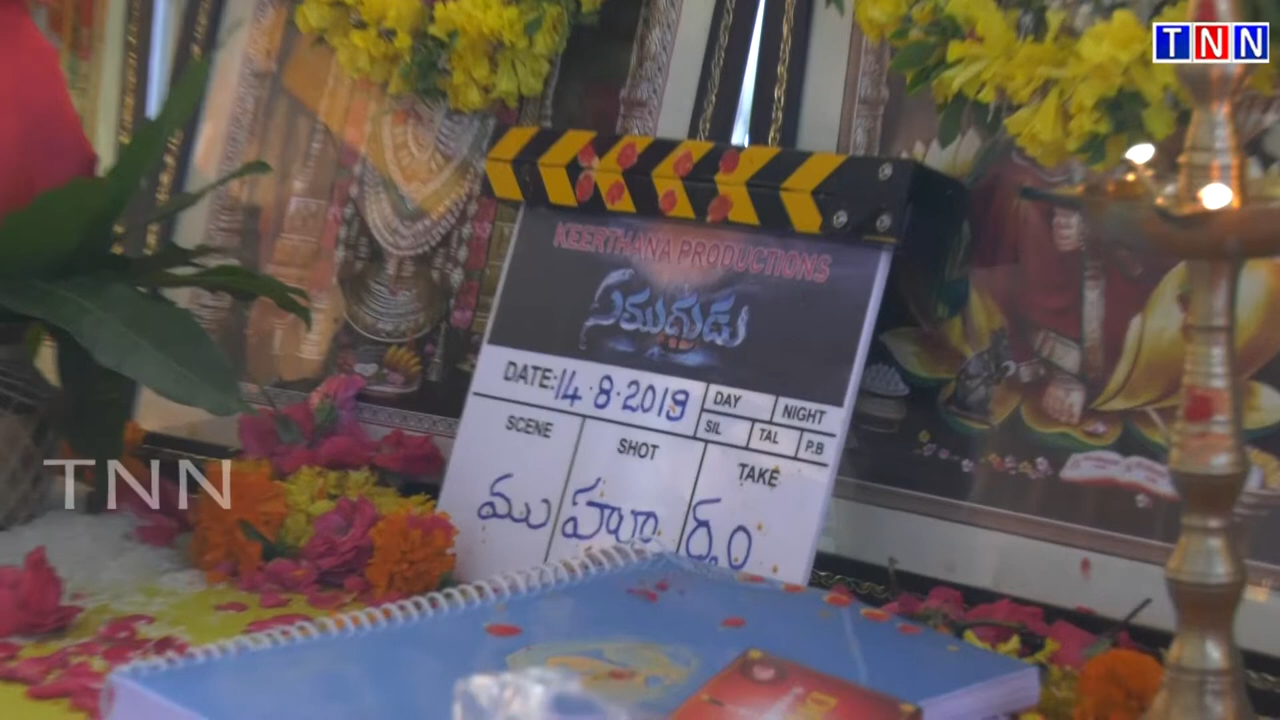 TNN
KEERTHANA PRODUCTIONS
సముద్రుడు
DATE: 14.8.2019
DAY NIGHT
SIL TAL P.B
SCENE SHOT TAKE
ము హూ ర్తం
TNN